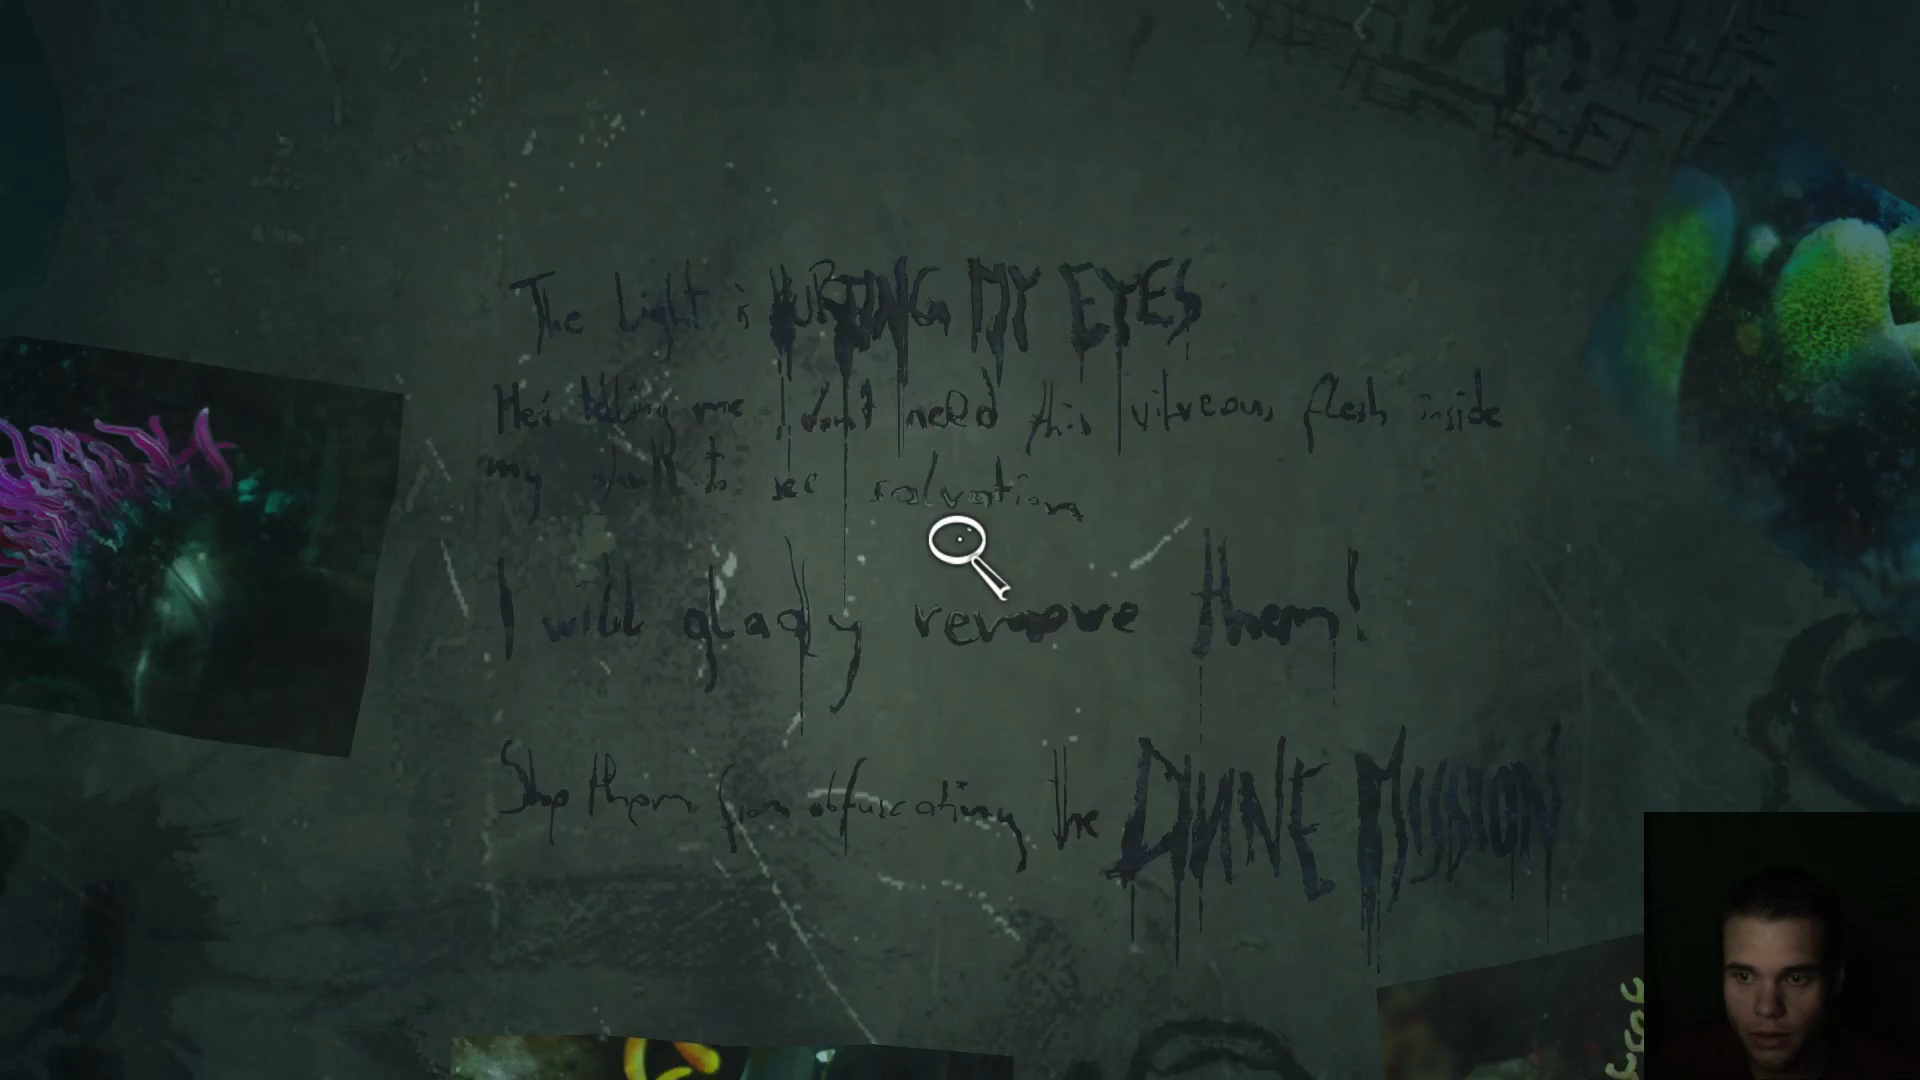 The Light is HURTING MY EYES
He's telling me I don't need this vitreous flesh inside
my skull to see salvation
I will glady remove them!
Stop them from obfuscating the DIVINE MISSION